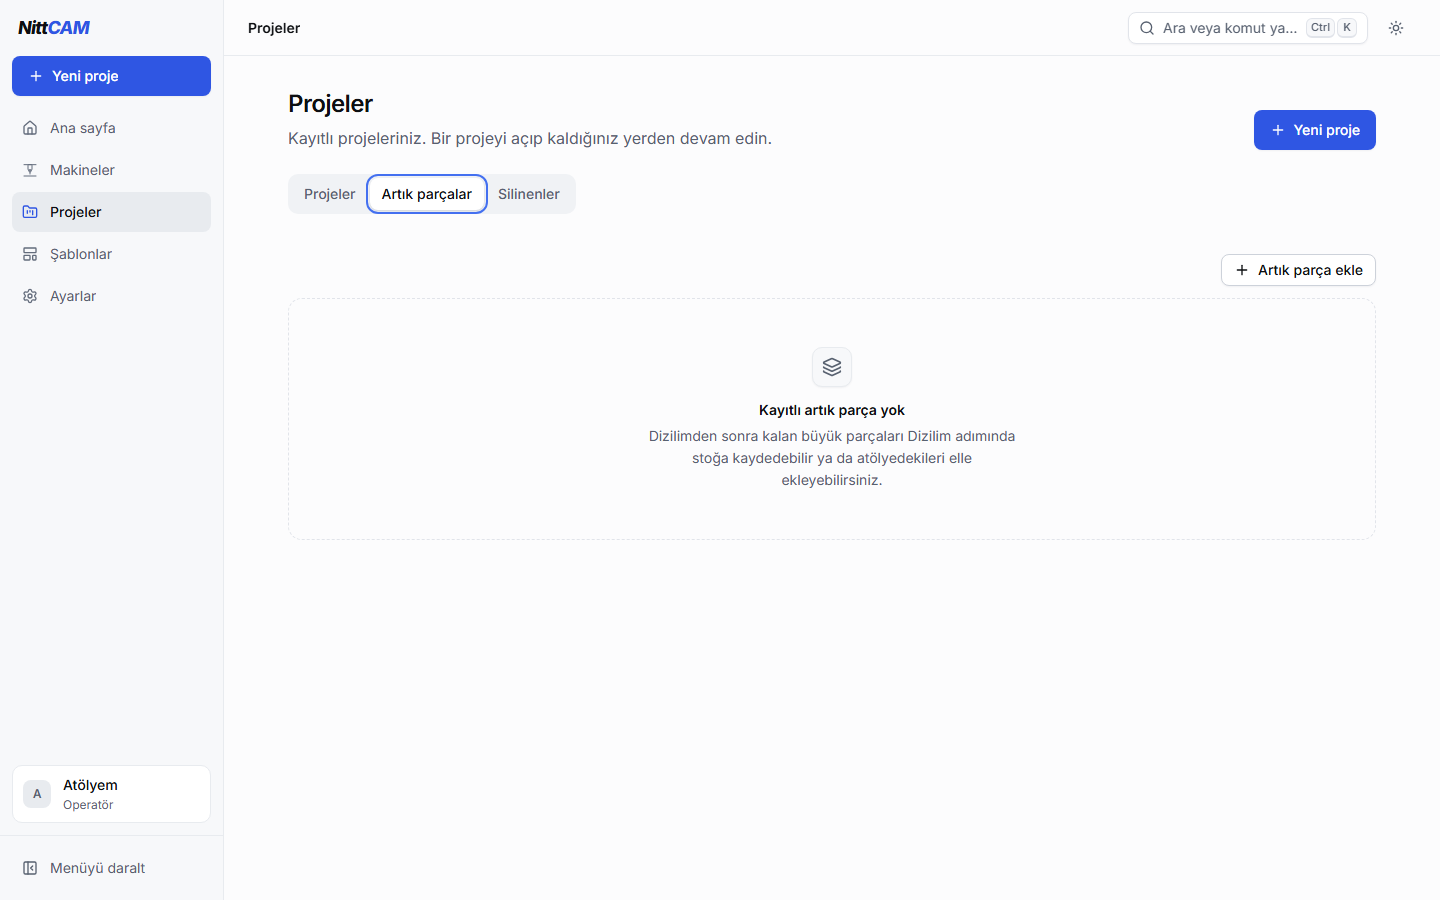 NittCAM
Yeni proje
Ana sayfa
Makineler
Projeler
Şablonlar
Ayarlar
Atölyem
A
Operatör
Menüyü daralt
Projeler
Ara veya komut ya...
Ctrl K
Projeler
Kayıtlı projeleriniz. Bir projeyi açıp kaldığınız yerden devam edin.
Yeni proje
Projeler Artık parçalar Silinenler
Artık parça ekle
Kayıtlı artık parça yok
Dizilimden sonra kalan büyük parçaları Dizilim adımında
stoğa kaydedebilir ya da atölyedekileri elle
ekleyebilirsiniz.